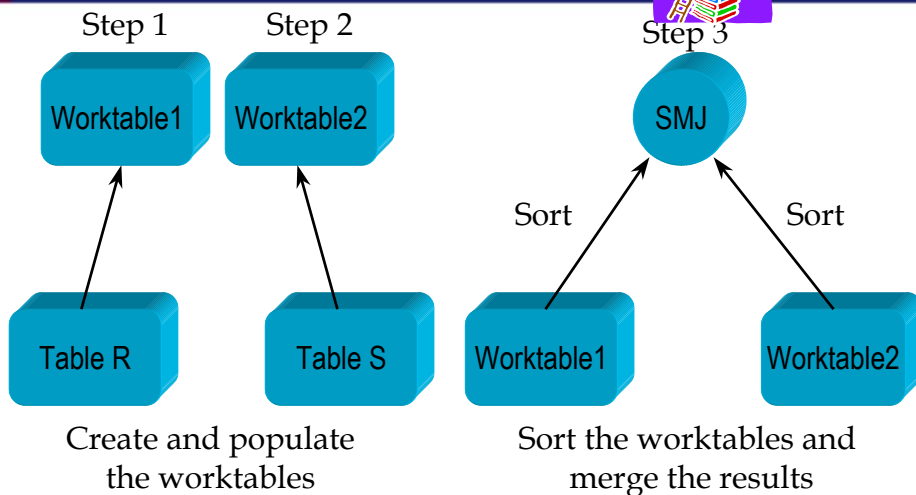 Step 1
Step 2
Step 3
Worktable1
Worktable2
SMJ
Sort
Sort
Table R
Table S
Worktable1
Worktable2
Create and populate
the worktables
Sort the worktables and
merge the results